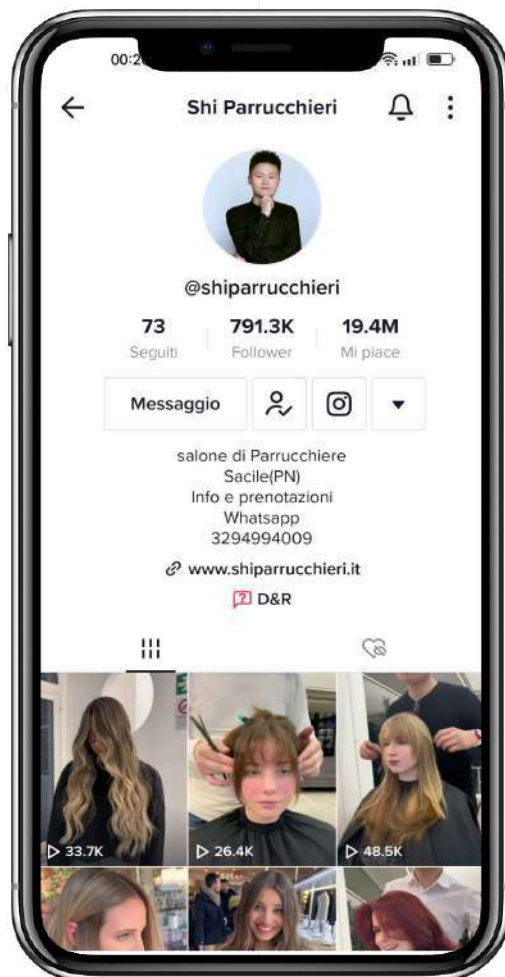 Shi Parrucchieri
@shiparrucchieri
73 791.3K 19.4M
Seguiti Follower Mi piace
Messaggio
salone di Parrucchiere
Sacile(PN)
Info e prenotazioni
Whatsapp
3294994009
www.shiparrucchieri.it
D&R
33.7K 26.4K 48.5K